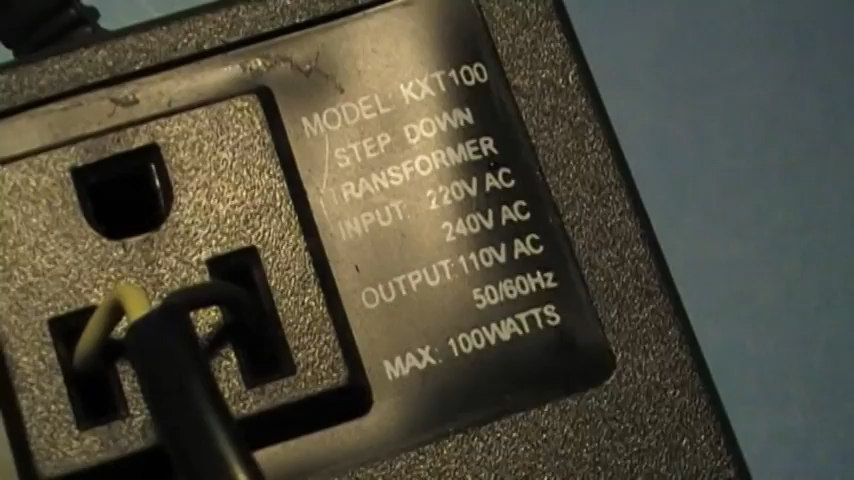 MODEL: KXT100
STEP DOWN
TRANSFORMER
INPUT: 220V AC
240V AC
OUTPUT:110V AC
50/60Hz
MAX: 100WATTS